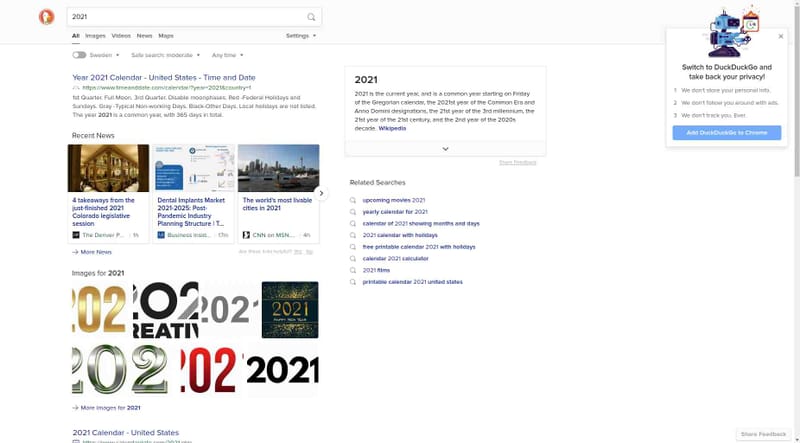 2021
All Images Videos News Maps Settings
Sweden Safe search: moderate Any time
Year 2021 Calendar - United States - Time and Date
https://www.timeanddate.com/calendar/?year=2021&country=1
1st Quarter. Full Moon. 3rd Quarter. Disable moonphases. Red -Federal Holidays and
Sundays. Gray -Typical Non-working Days. Black-Other Days. Local holidays are not listed.
The year 2021 is a common year, with 365 days in total.
Recent News
4 takeaways from the
just-finished 2021
Colorado legislative
session
The Denver P... 1h
Dental Implants Market
2021-2025: Post-
Pandemic Industry
Planning Structure | T...
Business Insid... 17m
The world's most livable
cities in 2021
CNN on MSN... 4h
More News
Are these links helpful? Yes No
Images for 2021
202
202
CREATIVE
2021
2021
HAPPY NEW YEAR
202
202
2021
More Images for 2021
2021 Calendar - United States
2021
2021 is the current year, and is a common year starting on Friday
of the Gregorian calendar, the 2021st year of the Common Era and
Anno Domini designations, the 21st year of the 3rd millennium, the
21st year of the 21st century, and the 2nd year of the 2020s
decade. Wikipedia
Share Feedback
Related Searches
upcoming movies 2021
yearly calendar for 2021
calendar of 2021 showing months and days
2021 calendar with holidays
free printable calendar 2021 with holidays
calendar 2021 calculator
2021 films
printable calendar 2021 united states
Switch to DuckDuckGo and
take back your privacy!
1 We don't store your personal info.
2 We don't follow you around with ads.
3 We don't track you. Ever.
Add DuckDuckGo to Chrome
Share Feedback